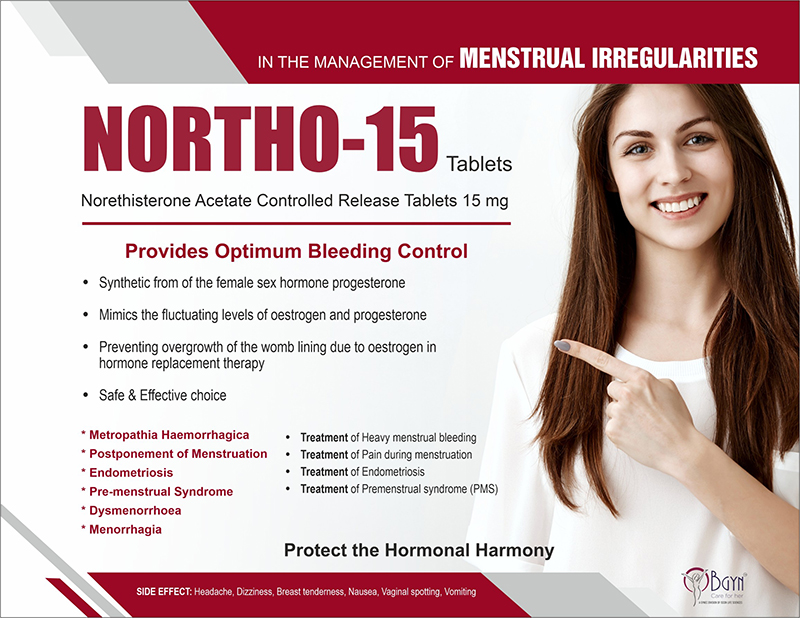 IN THE MANAGEMENT OF MENSTRUAL IRREGULARITIES
NORTHO-15 Tablets
Norethisterone Acetate Controlled Release Tablets 15 mg
Provides Optimum Bleeding Control
• Synthetic from of the female sex hormone progesterone
• Mimics the fluctuating levels of oestrogen and progesterone
• Preventing overgrowth of the womb lining due to oestrogen in
hormone replacement therapy
• Safe & Effective choice
* Metropathia Haemorrhagica
* Postponement of Menstruation
* Endometriosis
* Pre-menstrual Syndrome
* Dysmenorrhoea
* Menorrhagia
• Treatment of Heavy menstrual bleeding
• Treatment of Pain during menstruation
• Treatment of Endometriosis
• Treatment of Premenstrual syndrome (PMS)
Protect the Hormonal Harmony
SIDE EFFECT: Headache, Dizziness, Breast tenderness, Nausea, Vaginal spotting, Vomiting
OBGYN
Care for her